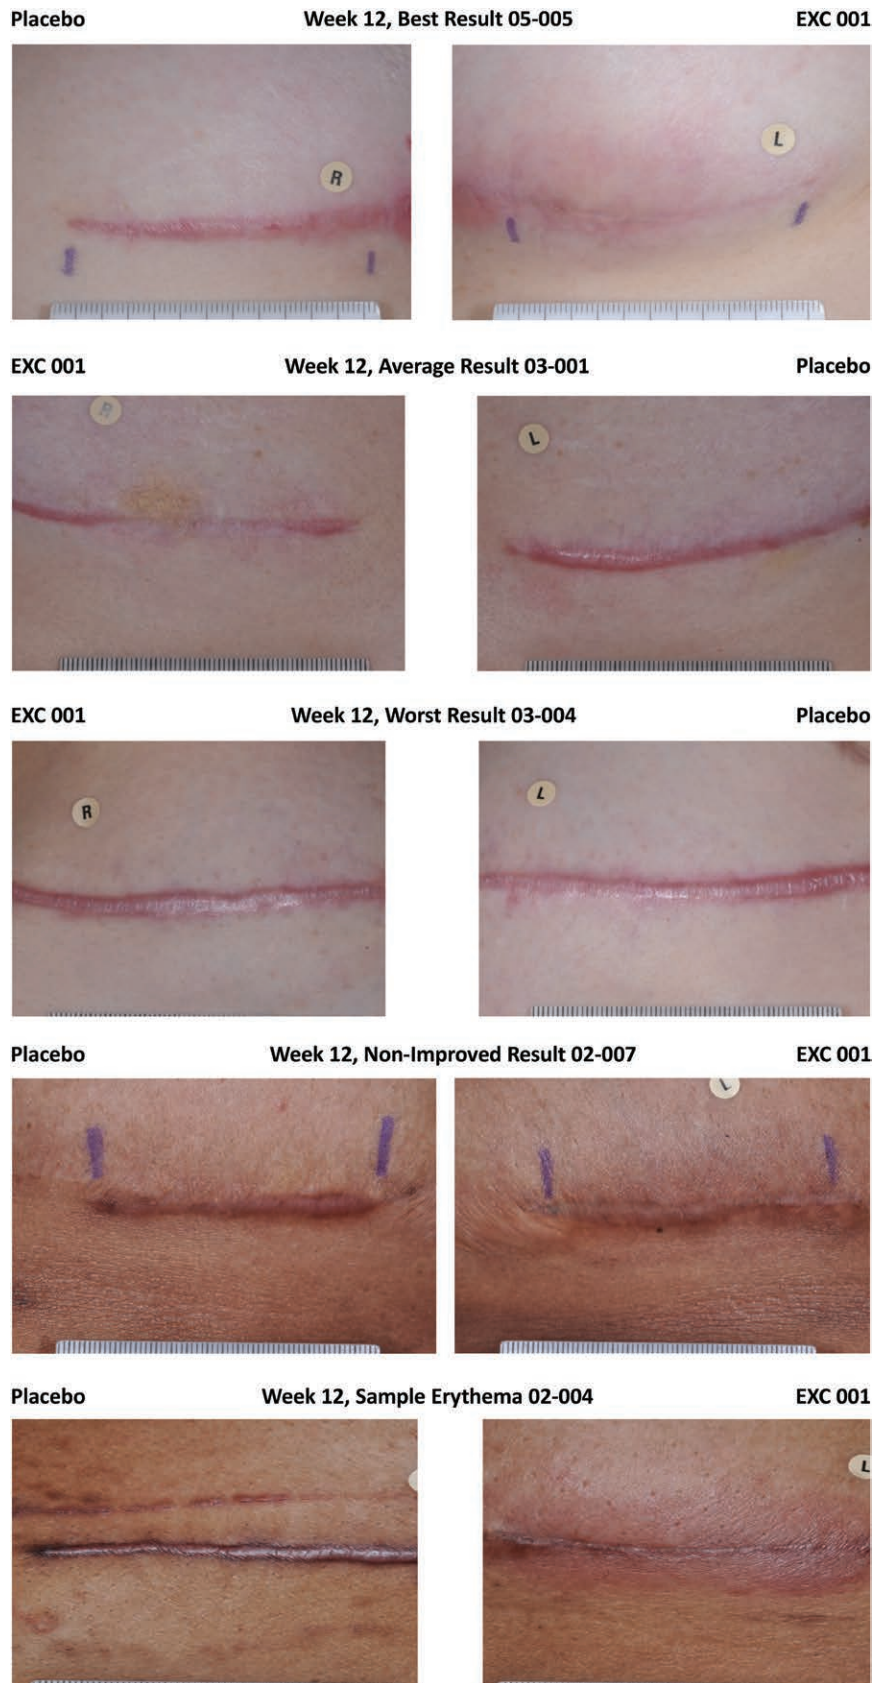 Placebo Week 12, Best Result 05-005 EXC 001
R
L
EXC 001 Week 12, Average Result 03-001 Placebo
R
L
EXC 001 Week 12, Worst Result 03-004 Placebo
R
L
Placebo Week 12, Non-Improved Result 02-007 EXC 001
L
Placebo Week 12, Sample Erythema 02-004 EXC 001
L